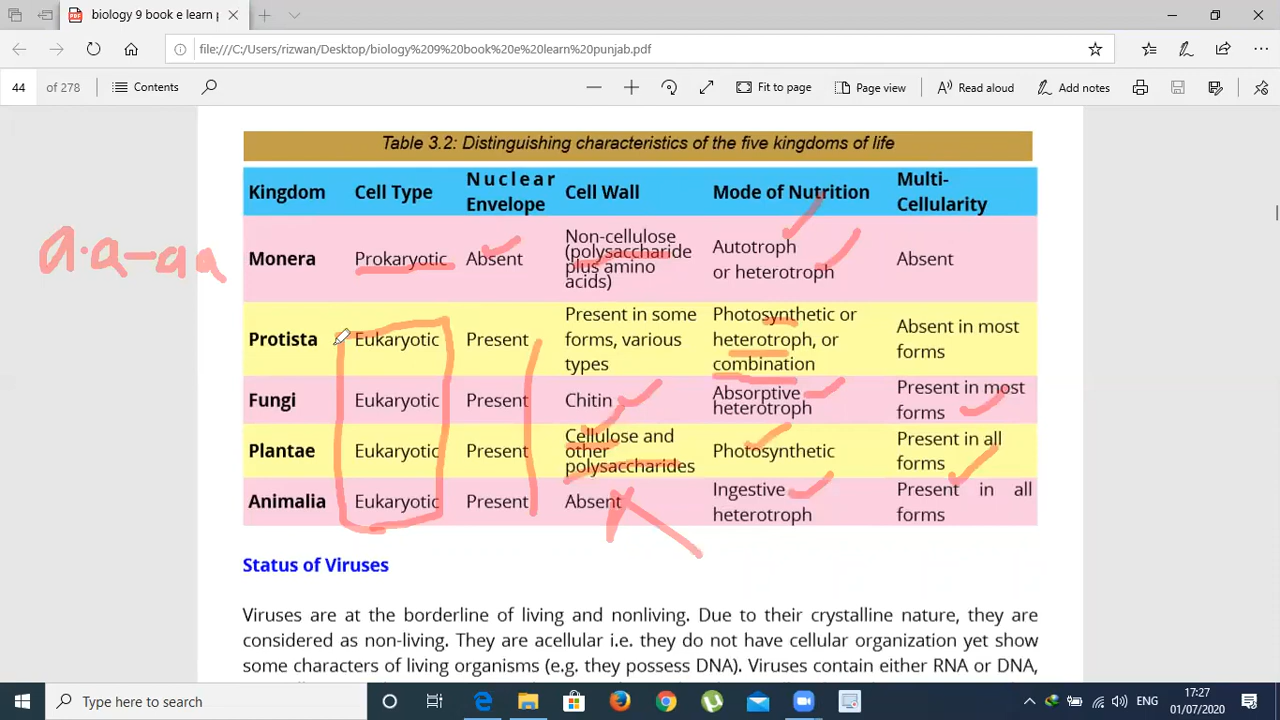 biology 9 book e learn p
file:///C:/Users/rizwan/Desktop/biology%209%20book%20e%20learn%20punjab.pdf
44 of 278 Contents Fit to page Page view Read aloud Add notes
Table 3.2: Distinguishing characteristics of the five kingdoms of life
Kingdom Cell Type Nuclear Envelope Cell Wall Mode of Nutrition Multi-Cellularity
Monera Prokaryotic Absent Non-cellulose (polysaccharide plus amino acids) Autotroph or heterotroph Absent
Protista Eukaryotic Present Present in some forms, various types Photosynthetic or heterotroph, or combination Absent in most forms
Fungi Eukaryotic Present Chitin Absorptive heterotroph Present in most forms
Plantae Eukaryotic Present Cellulose and other polysaccharides Photosynthetic Present in all forms
Animalia Eukaryotic Present Absent Ingestive heterotroph Present in all forms
a.a-aa
Status of Viruses
Viruses are at the borderline of living and nonliving. Due to their crystalline nature, they are
considered as non-living. They are acellular i.e. they do not have cellular organization yet show
some characters of living organisms (e.g. they possess DNA). Viruses contain either RNA or DNA,
Type here to search
ENG
17:27
01/07/2020